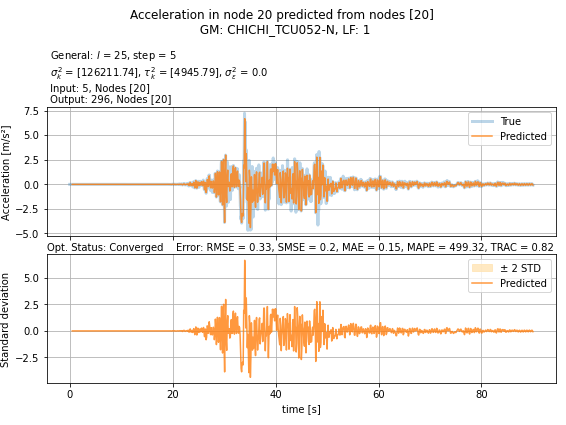 Acceleration in node 20 predicted from nodes [20]
GM: CHICHI_TCU052-N, LF: 1
General: l = 25, step = 5
σ²ₖ = [126211.74], τ²ₖ = [4945.79], σ²ᵋ = 0.0
Input: 5, Nodes [20]
Output: 296, Nodes [20]
7.5
5.0
2.5
0.0
−2.5
−5.0
Acceleration [m/s²]
True
Predicted
Opt. Status: Converged Error: RMSE = 0.33, SMSE = 0.2, MAE = 0.15, MAPE = 499.32, TRAC = 0.82
5.0
2.5
0.0
−2.5
Standard deviation
± 2 STD
Predicted
0 20 40 60 80
time [s]